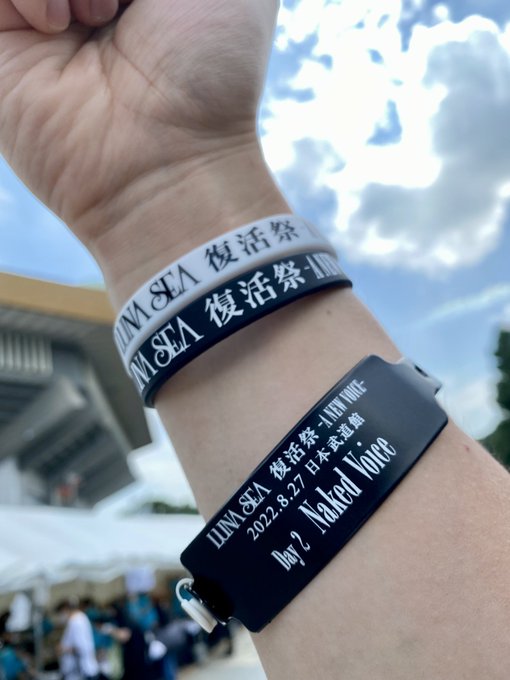 LUNA SEA 復活祭 -A
LUNA SEA 復活祭 -A NEW
LUNA SEA 復活祭 -A NEW VOICE-
2022.8.27 日本武道館
Day 2 Naked Voice